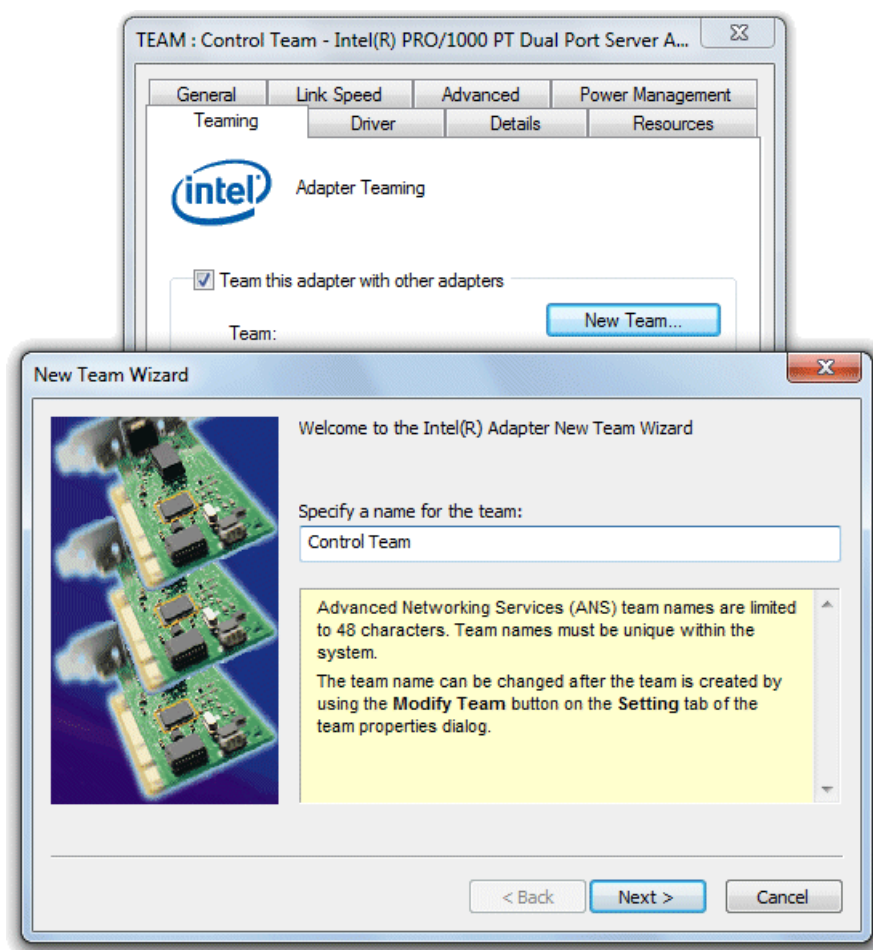 TEAM : Control Team - Intel(R) PRO/1000 PT Dual Port Server A...
General Link Speed Advanced Power Management
Teaming Driver Details Resources
intel Adapter Teaming
Team this adapter with other adapters
Team: New Team...
New Team Wizard
Welcome to the Intel(R) Adapter New Team Wizard
Specify a name for the team:
Control Team
Advanced Networking Services (ANS) team names are limited
to 48 characters. Team names must be unique within the
system.
The team name can be changed after the team is created by
using the Modify Team button on the Setting tab of the
team properties dialog.
< Back Next > Cancel